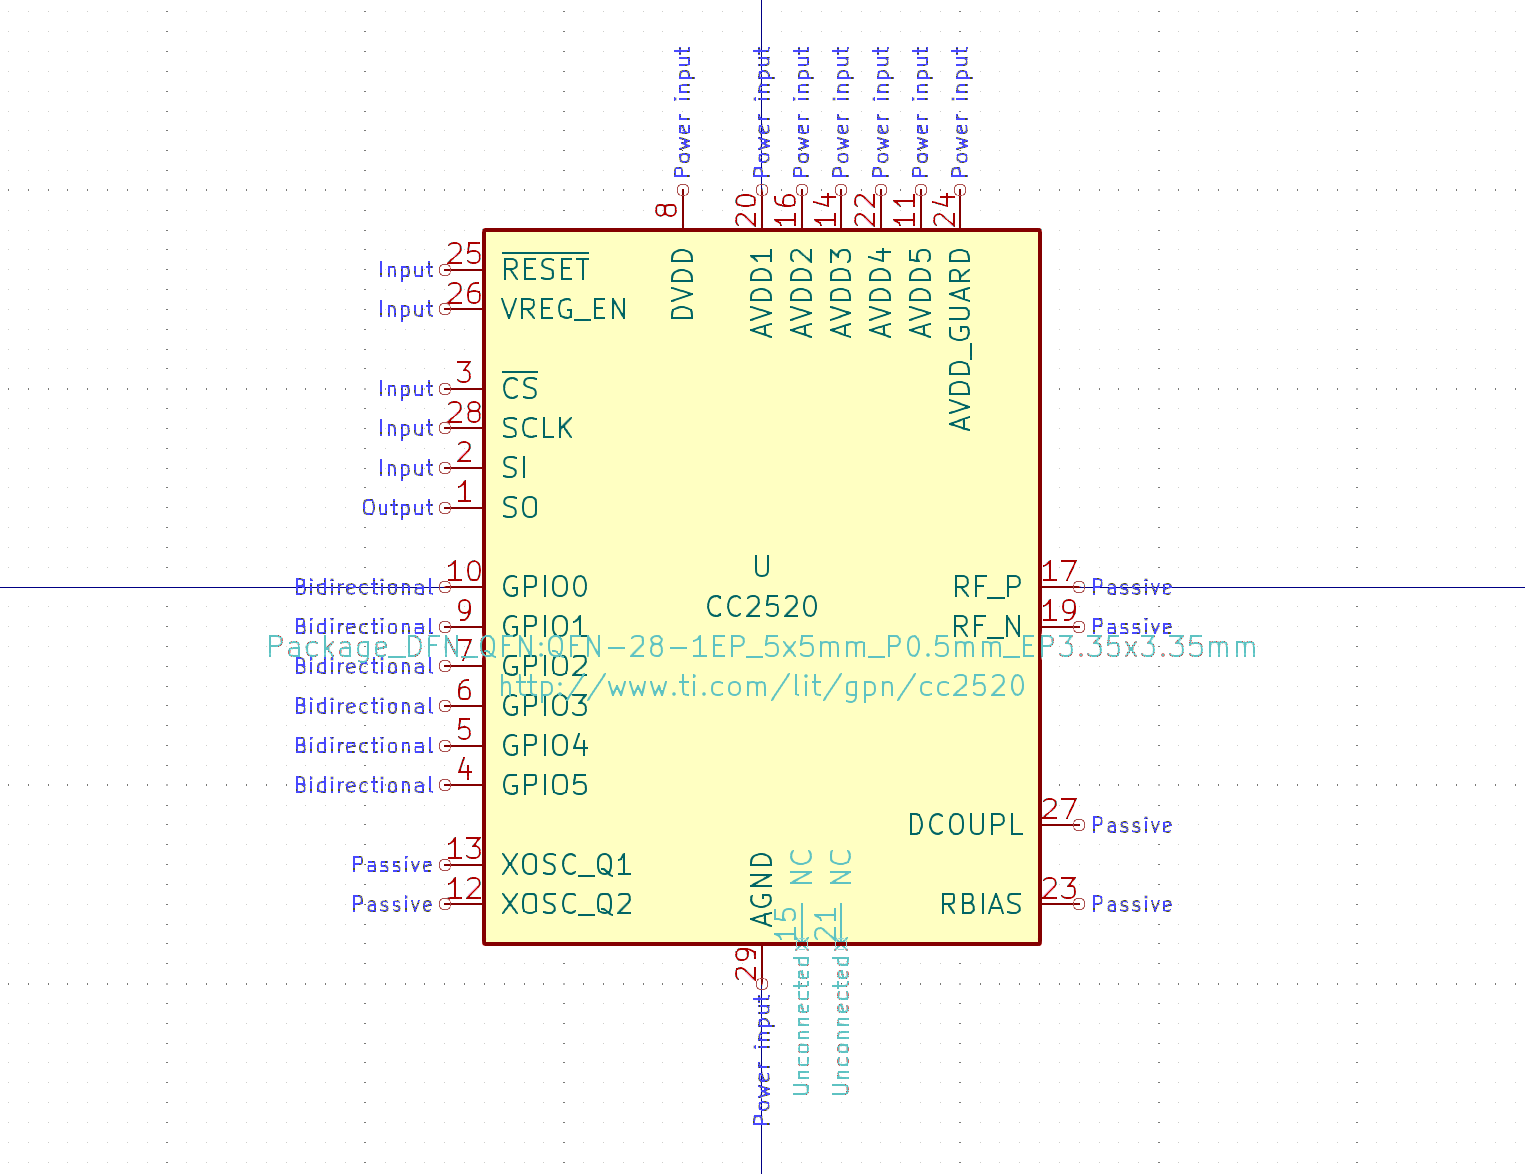 Power input Power input Power input Power input Power input Power input Power input
8 20 16 14 22 11 24
DVDD AVDD1 AVDD2 AVDD3 AVDD4 AVDD5 AVDD_GUARD
Input 25 RESET
Input 26 VREG_EN
Input 3 CS
Input 28 SCLK
Input 2 SI
Output 1 SO
U
Bidirectional 10 GPIO0 RF_P 17 Passive
CC2520
Bidirectional 9 GPIO1 RF_N 19 Passive
Package_DFN_QFN:QFN-28-1EP_5x5mm_P0.5mm_EP3.35x3.35mm
Bidirectional 7 GPIO2
http://www.ti.com/lit/gpn/cc2520
Bidirectional 6 GPIO3
Bidirectional 5 GPIO4
Bidirectional 4 GPIO5
DCOUPL 27 Passive
Passive 13 XOSC_Q1
Passive 12 XOSC_Q2 RBIAS 23 Passive
AGND NC NC
29 15 21
Power input Unconnected Unconnected